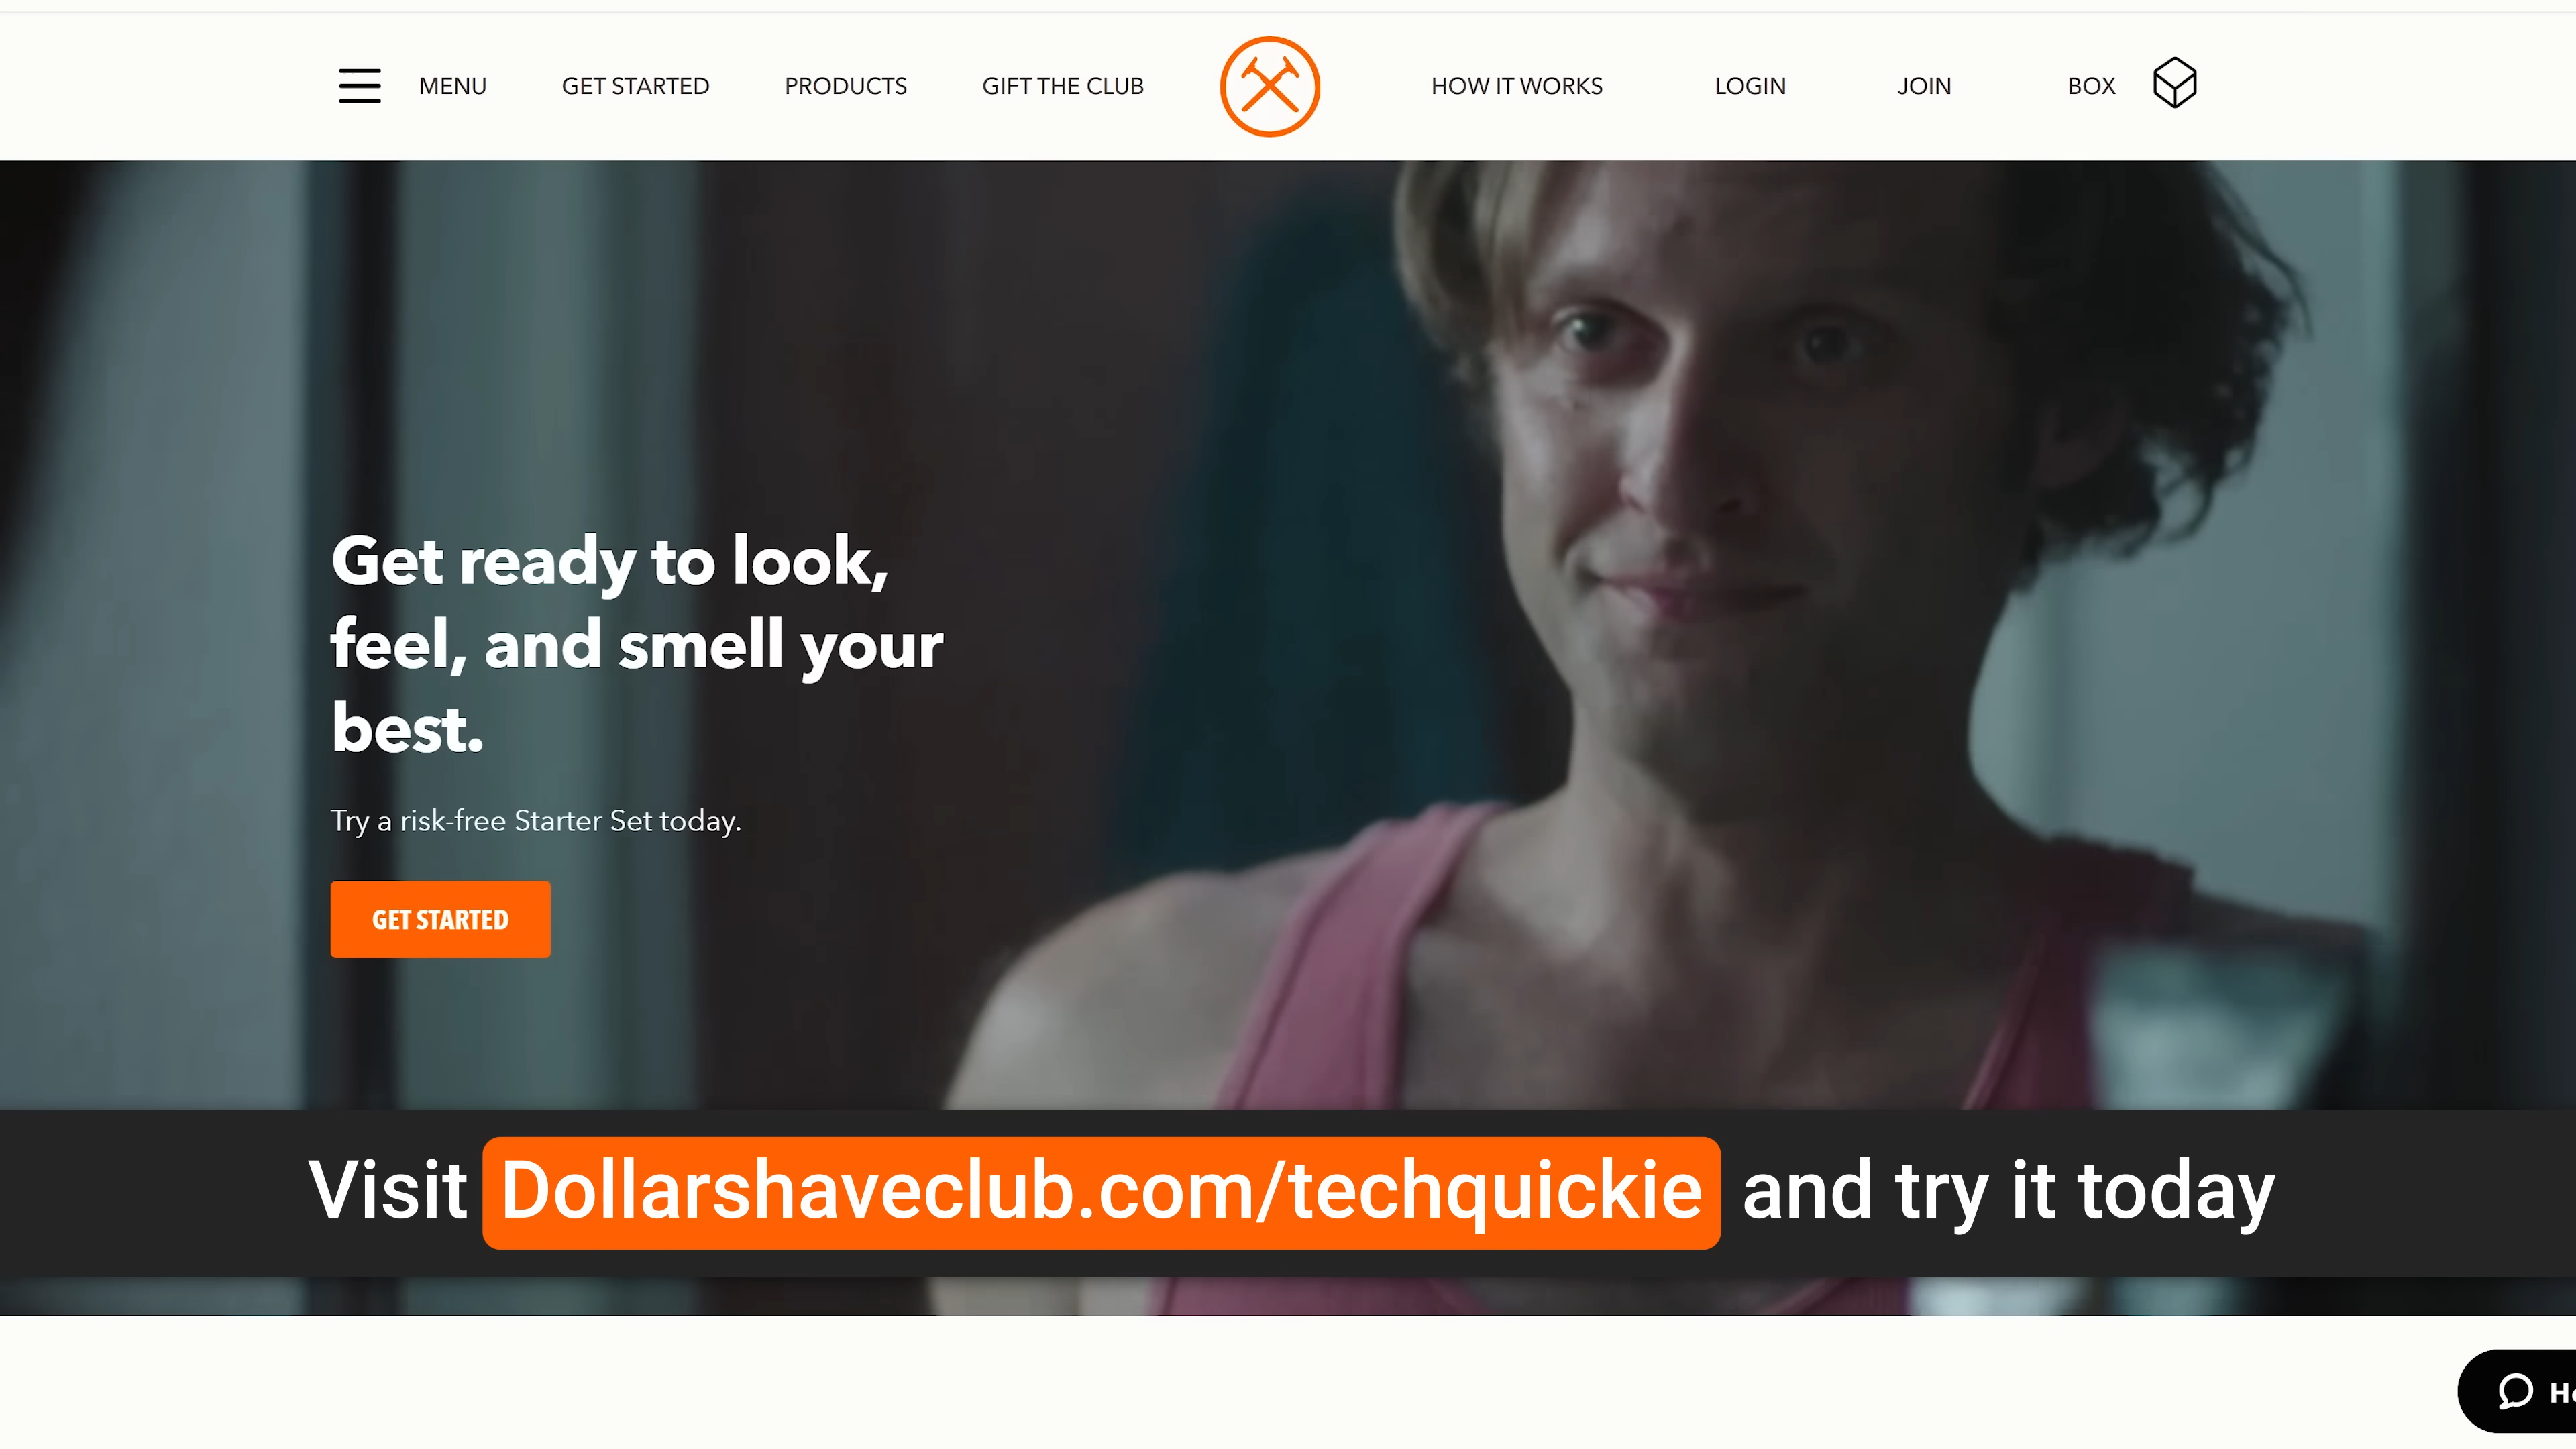 MENU GET STARTED PRODUCTS GIFT THE CLUB HOW IT WORKS LOGIN JOIN BOX
Get ready to look,
feel, and smell your
best.
Try a risk-free Starter Set today.
GET STARTED
Visit Dollarshaveclub.com/techquickie and try it today